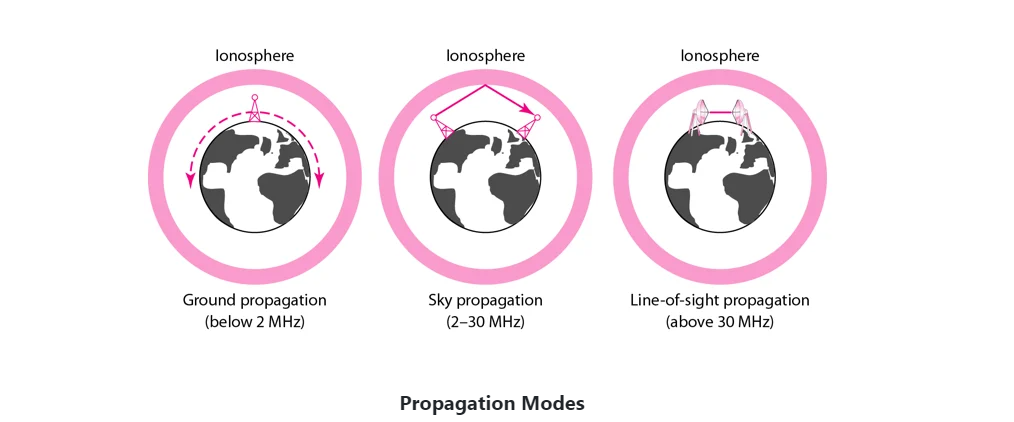 Ionosphere
Ionosphere
Ionosphere
Ground propagation
(below 2 MHz)
Sky propagation
(2–30 MHz)
Line-of-sight propagation
(above 30 MHz)
Propagation Modes